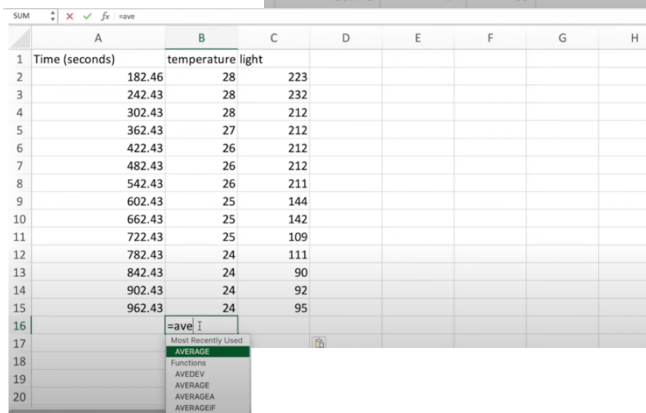 SUM fx =ave
A B C D E F G H
1 Time (seconds) temperature light
2 182.46 28 223
3 242.43 28 232
4 302.43 28 212
5 362.43 27 212
6 422.43 26 212
7 482.43 26 212
8 542.43 26 211
9 602.43 25 144
10 662.43 25 142
11 722.43 25 109
12 782.43 24 111
13 842.43 24 90
14 902.43 24 92
15 962.43 24 95
16 =ave
17 Most Recently Used
AVERAGE
18 Functions
AVEDEV
19 AVERAGE
AVERAGEA
20 AVERAGEIF